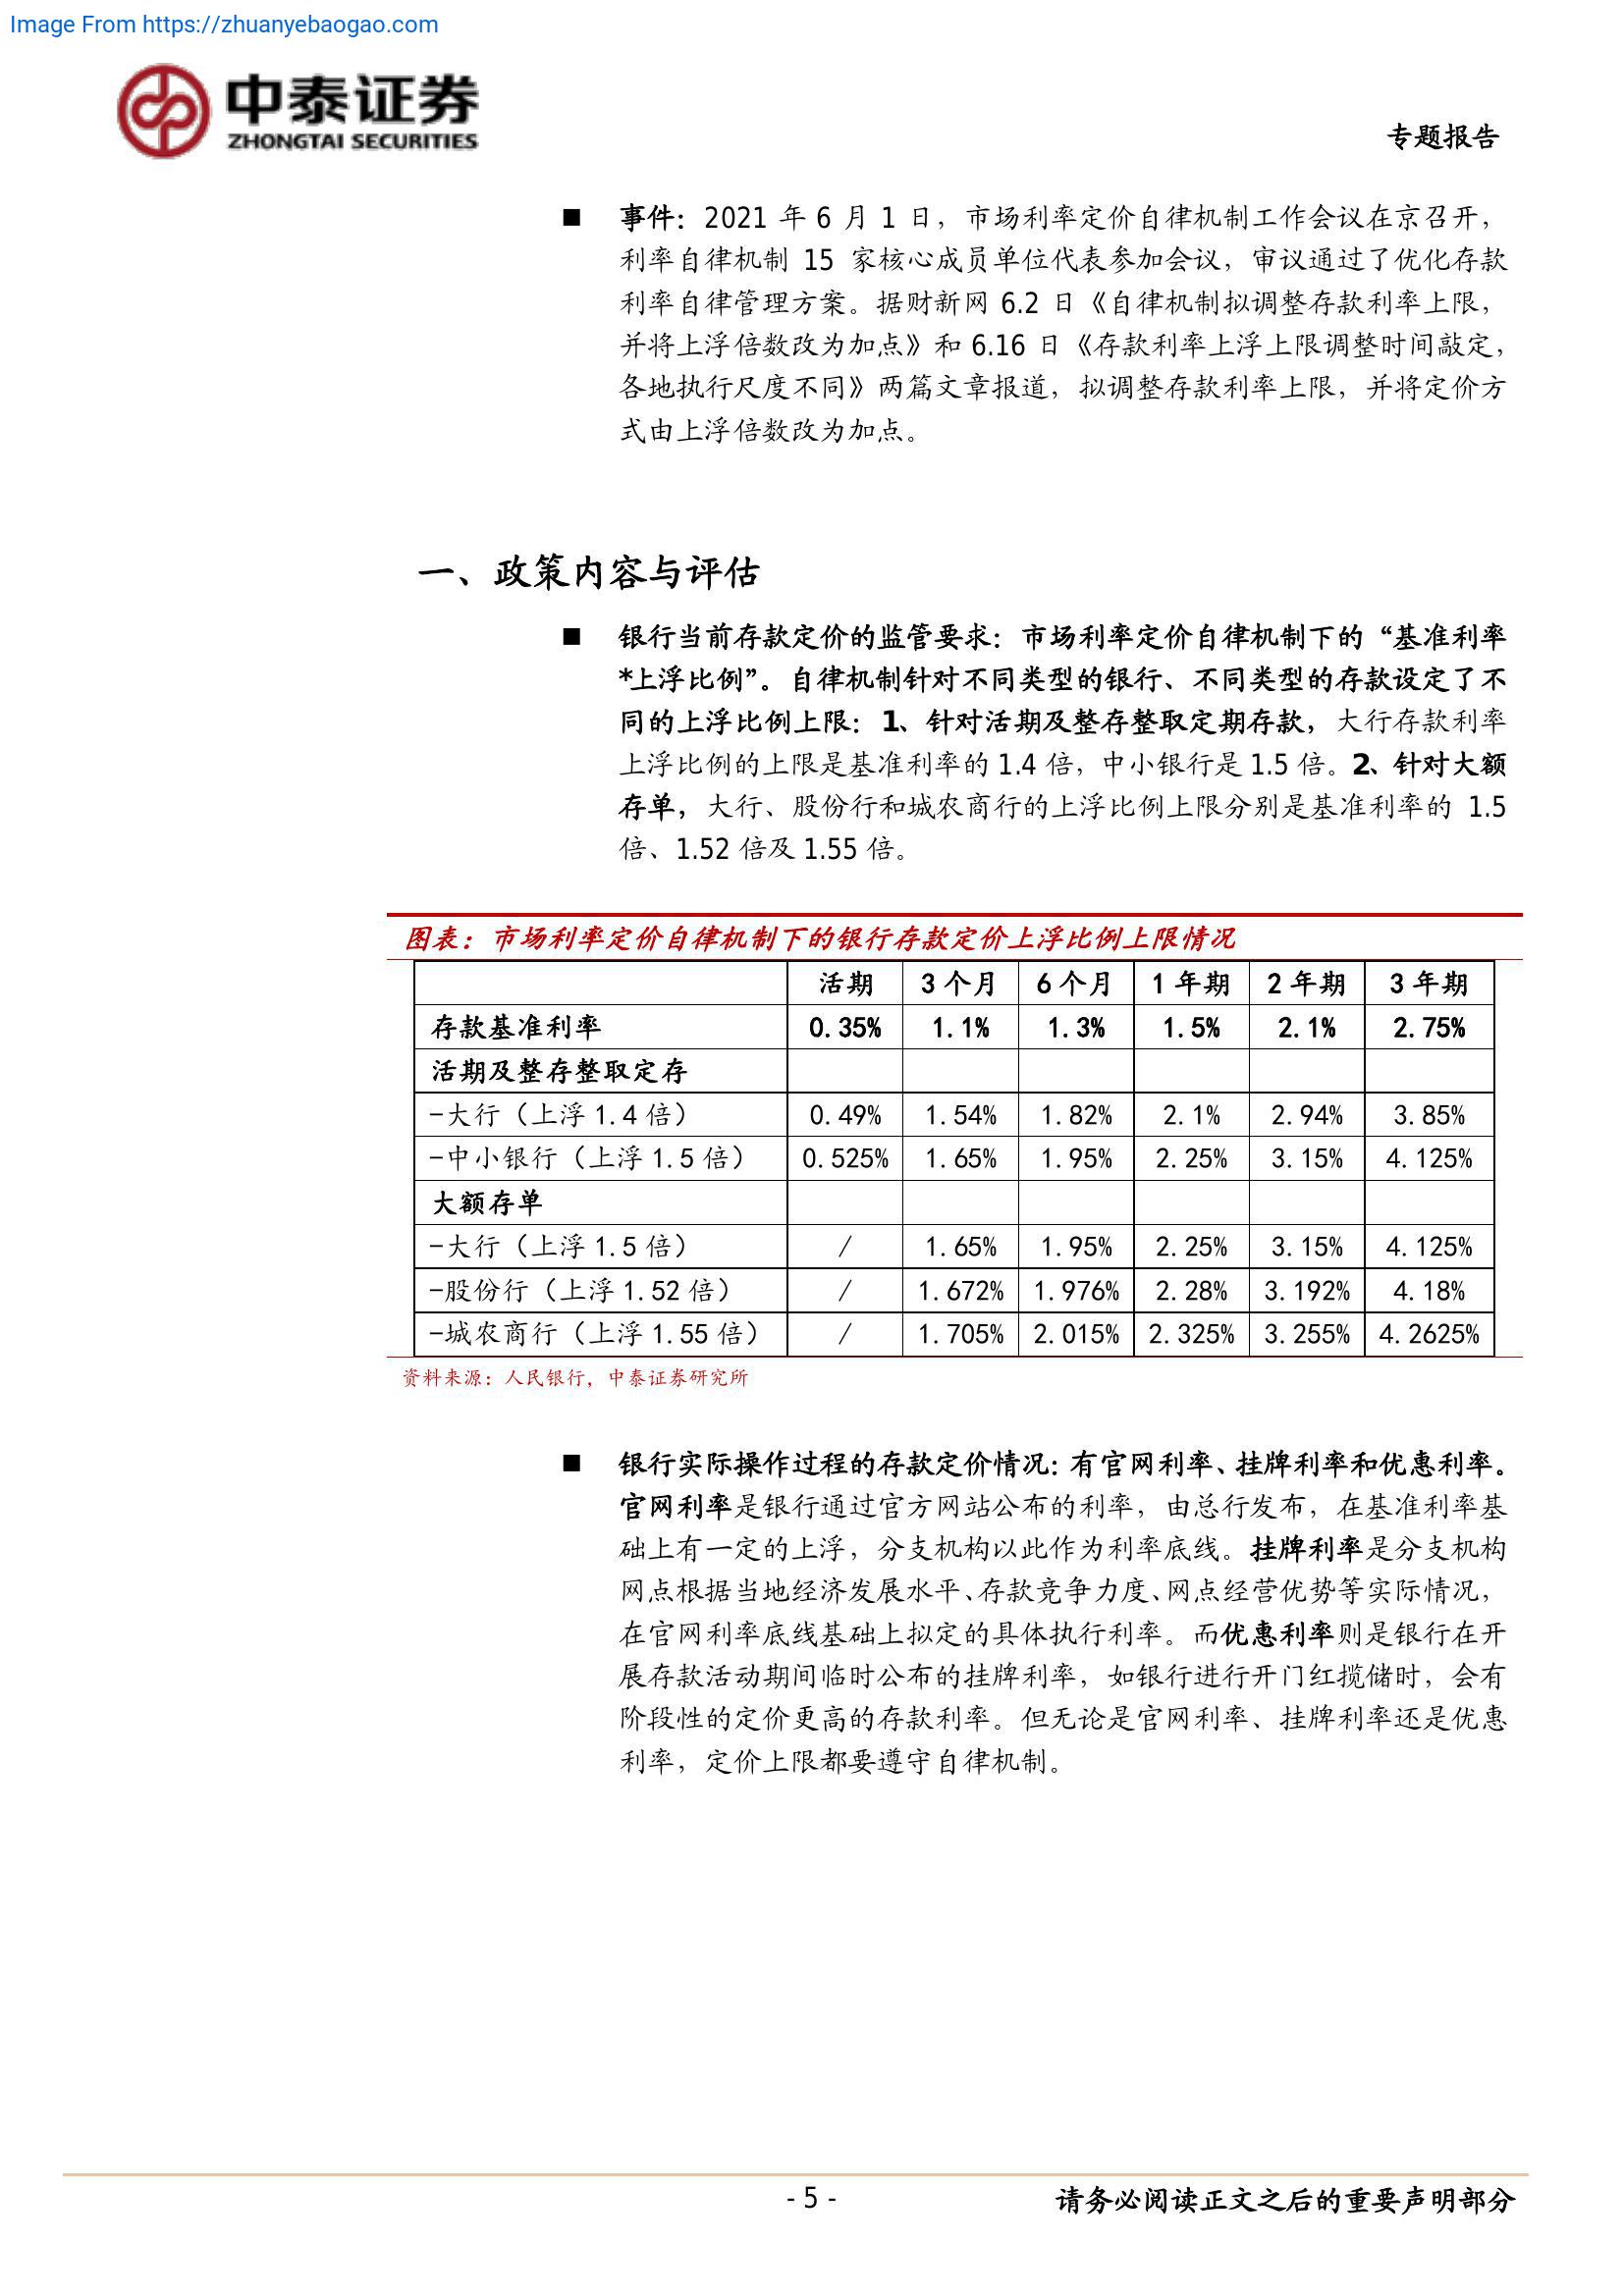 Image From https://zhuanyebaogao.com
中泰证券
ZHONGTAI SECURITIES
专题报告
■ 事件：2021 年 6 月 1 日，市场利率定价自律机制工作会议在京召开，
利率自律机制 15 家核心成员单位代表参加会议，审议通过了优化存款
利率自律管理方案。据财新网 6.2 日《自律机制拟调整存款利率上限，
并将上浮倍数改为加点》和 6.16 日《存款利率上浮上限调整时间敲定，
各地执行尺度不同》两篇文章报道，拟调整存款利率上限，并将定价方
式由上浮倍数改为加点。
一、政策内容与评估
■ 银行当前存款定价的监管要求：市场利率定价自律机制下的“基准利率
*上浮比例”。自律机制针对不同类型的银行、不同类型的存款设定了不
同的上浮比例上限：1、针对活期及整存整取定期存款，大行存款利率
上浮比例的上限是基准利率的 1.4 倍，中小银行是 1.5 倍。2、针对大额
存单，大行、股份行和城农商行的上浮比例上限分别是基准利率的 1.5
倍、1.52 倍及 1.55 倍。
图表：市场利率定价自律机制下的银行存款定价上浮比例上限情况
活期 3 个月 6 个月 1 年期 2 年期 3 年期
存款基准利率 0.35% 1.1% 1.3% 1.5% 2.1% 2.75%
活期及整存整取定存
-大行（上浮 1.4 倍） 0.49% 1.54% 1.82% 2.1% 2.94% 3.85%
-中小银行（上浮 1.5 倍） 0.525% 1.65% 1.95% 2.25% 3.15% 4.125%
大额存单
-大行（上浮 1.5 倍） / 1.65% 1.95% 2.25% 3.15% 4.125%
-股份行（上浮 1.52 倍） / 1.672% 1.976% 2.28% 3.192% 4.18%
-城农商行（上浮 1.55 倍） / 1.705% 2.015% 2.325% 3.255% 4.2625%
资料来源：人民银行，中泰证券研究所
■ 银行实际操作过程的存款定价情况：有官网利率、挂牌利率和优惠利率。
官网利率是银行通过官方网站公布的利率，由总行发布，在基准利率基
础上有一定的上浮，分支机构以此作为利率底线。挂牌利率是分支机构
网点根据当地经济发展水平、存款竞争力度、网点经营优势等实际情况，
在官网利率底线基础上拟定的具体执行利率。而优惠利率则是银行在开
展存款活动期间临时公布的挂牌利率，如银行进行开门红揽储时，会有
阶段性的定价更高的存款利率。但无论是官网利率、挂牌利率还是优惠
利率，定价上限都要遵守自律机制。
- 5 -
请务必阅读正文之后的重要声明部分